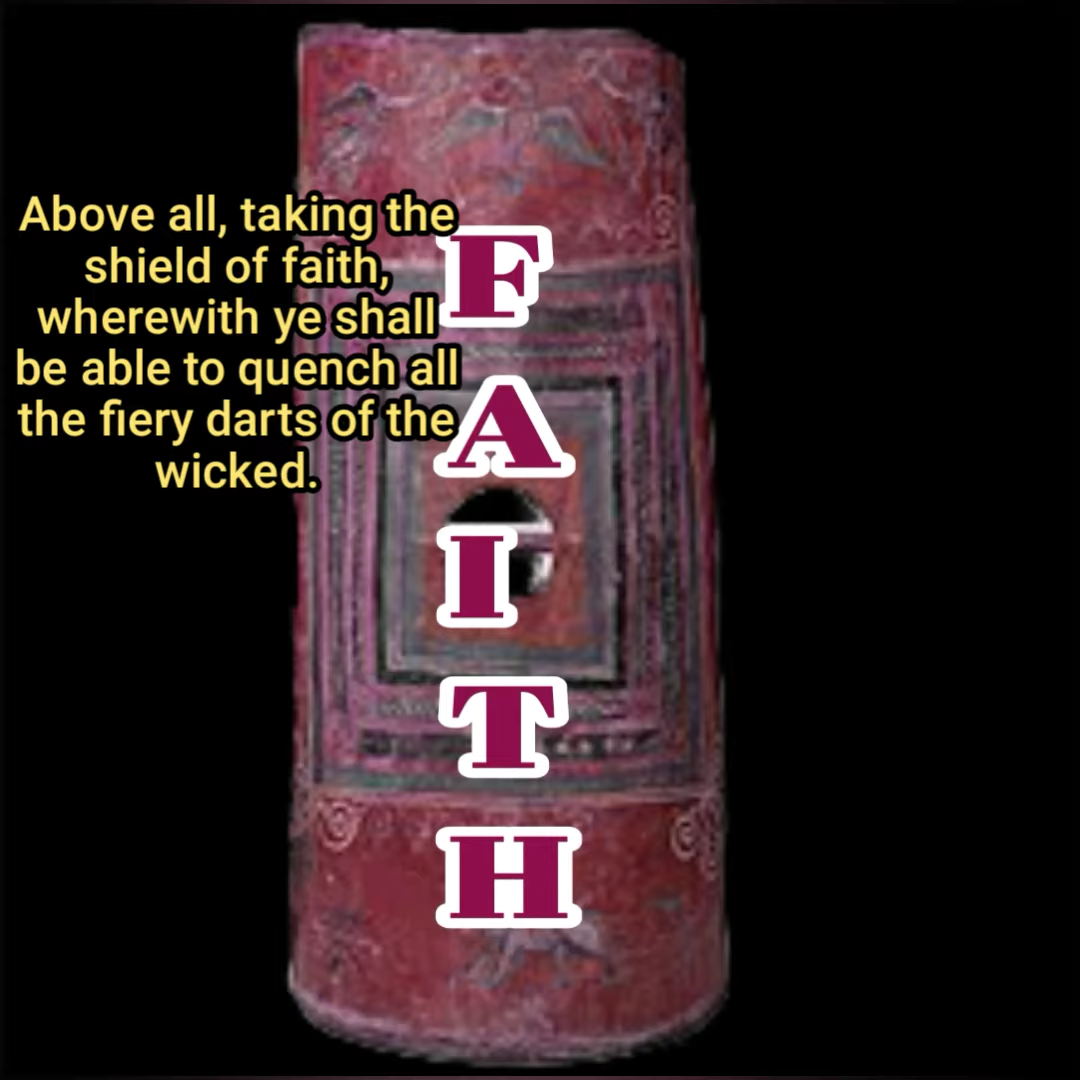 Above all, taking the
shield of faith,
wherewith ye shall
be able to quench all
the fiery darts of the
wicked.
F
A
I
T
H